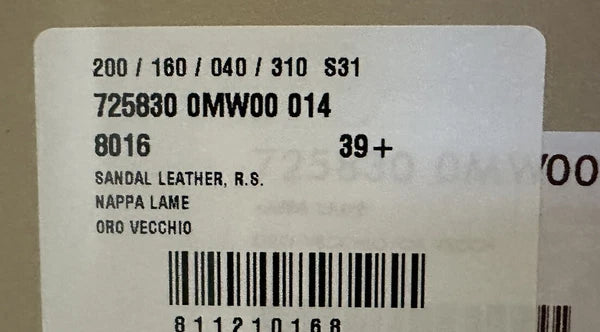 200 / 160 / 040 / 310 S31
725830 0MW00 014
8016 39+
SANDAL LEATHER, R.S.
NAPPA LAME
ORO VECCHIO
811210168
725830 0MW00